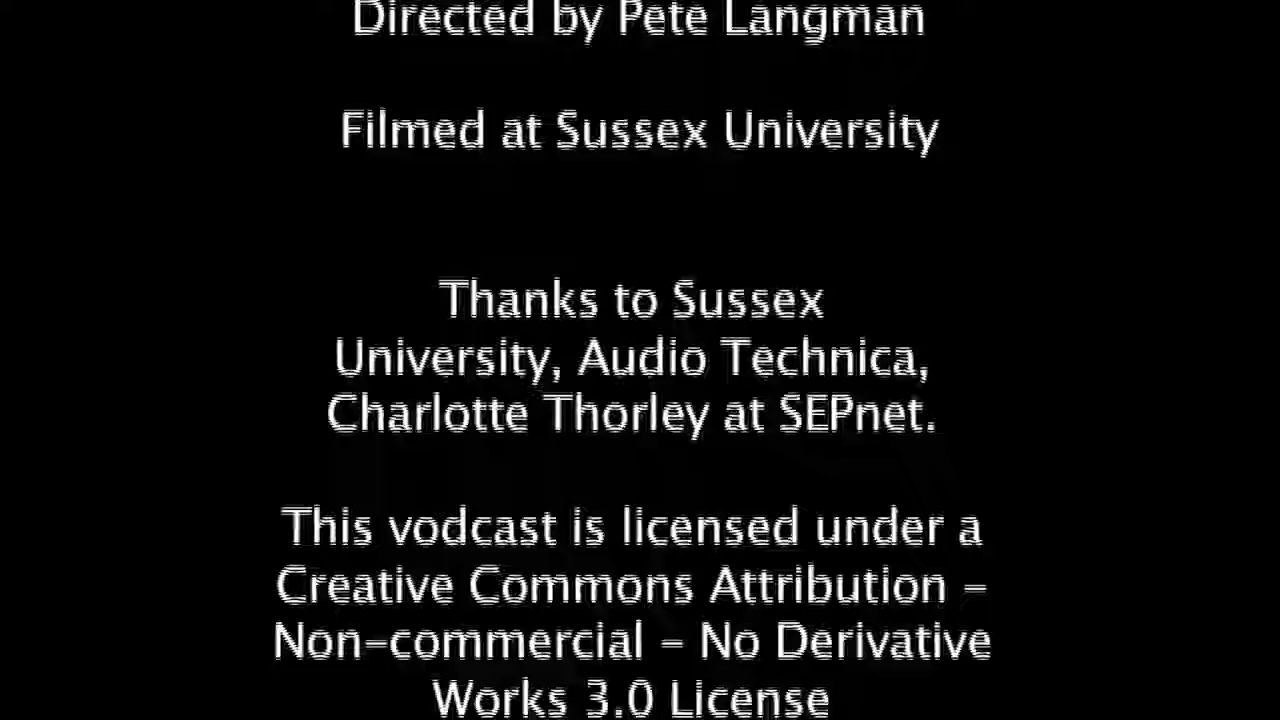 Directed by Pete Langman
Filmed at Sussex University
Thanks to Sussex
University, Audio Technica,
Charlotte Thorley at SEPnet.
This vodcast is licensed under a
Creative Commons Attribution -
Non-commercial - No Derivative
Works 3.0 License